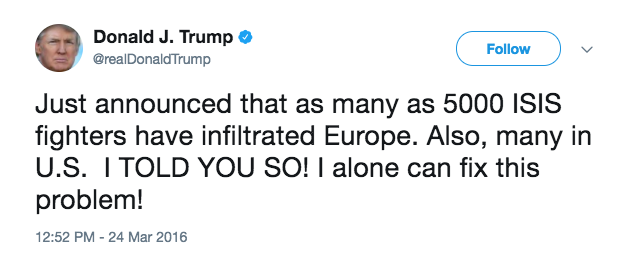 Donald J. Trump
@realDonaldTrump
Follow
Just announced that as many as 5000 ISIS
fighters have infiltrated Europe. Also, many in
U.S.  I TOLD YOU SO! I alone can fix this
problem!
12:52 PM - 24 Mar 2016